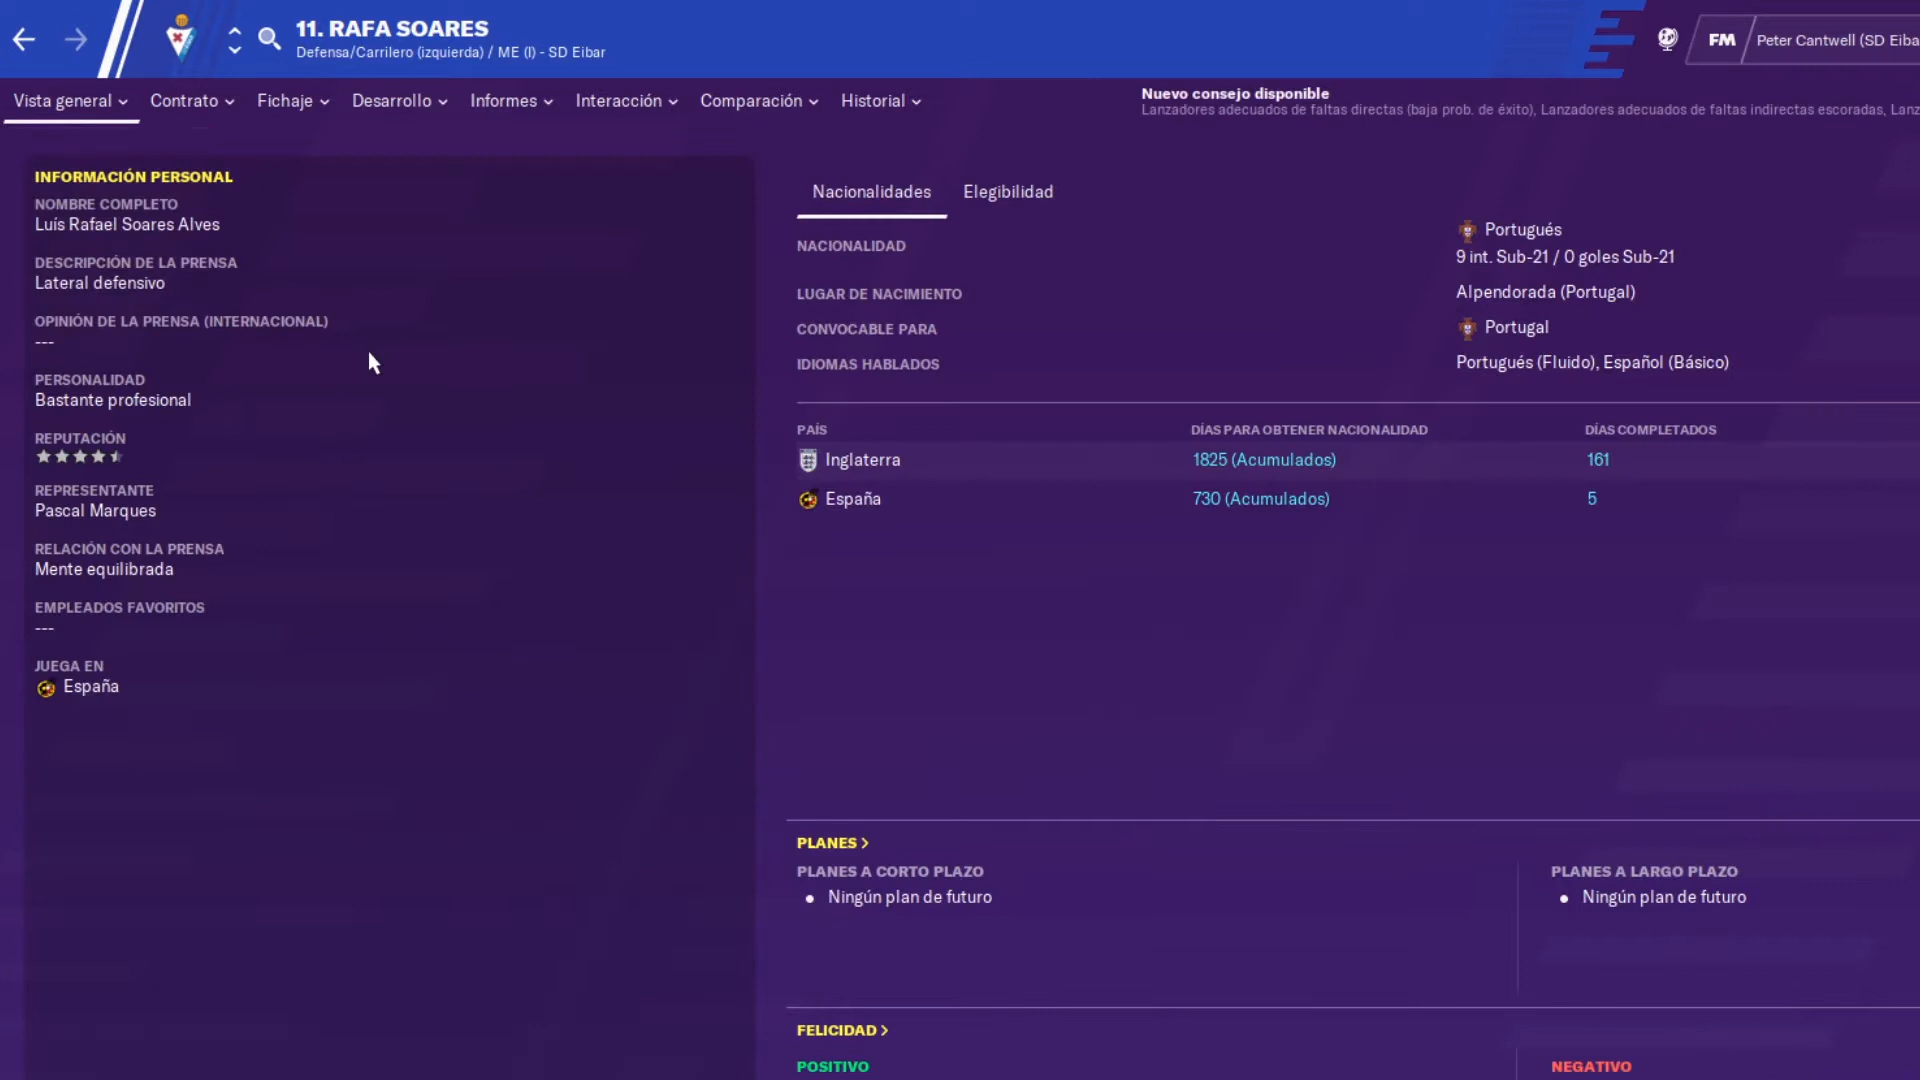 11. RAFA SOARES
Defensa/Carrilero (izquierda) / ME (I) - SD Eibar
FM
Peter Cantwell (SD Eiba
Vista general
Contrato
Fichaje
Desarrollo
Informes
Interacción
Comparación
Historial
Nuevo consejo disponible
Lanzadores adecuados de faltas directas (baja prob. de éxito), Lanzadores adecuados de faltas indirectas escoradas, Lanz
INFORMACIÓN PERSONAL
NOMBRE COMPLETO
Luís Rafael Soares Alves
DESCRIPCIÓN DE LA PRENSA
Lateral defensivo
OPINIÓN DE LA PRENSA (INTERNACIONAL)
---
PERSONALIDAD
Bastante profesional
REPUTACIÓN
REPRESENTANTE
Pascal Marques
RELACIÓN CON LA PRENSA
Mente equilibrada
EMPLEADOS FAVORITOS
---
JUEGA EN
España
Nacionalidades
Elegibilidad
NACIONALIDAD
Portugués
9 int. Sub-21 / 0 goles Sub-21
LUGAR DE NACIMIENTO
Alpendorada (Portugal)
CONVOCABLE PARA
Portugal
IDIOMAS HABLADOS
Portugués (Fluido), Español (Básico)
PAÍS
DÍAS PARA OBTENER NACIONALIDAD
DÍAS COMPLETADOS
Inglaterra
1825 (Acumulados)
161
España
730 (Acumulados)
5
PLANES >
PLANES A CORTO PLAZO
• Ningún plan de futuro
PLANES A LARGO PLAZO
• Ningún plan de futuro
FELICIDAD >
POSITIVO
NEGATIVO